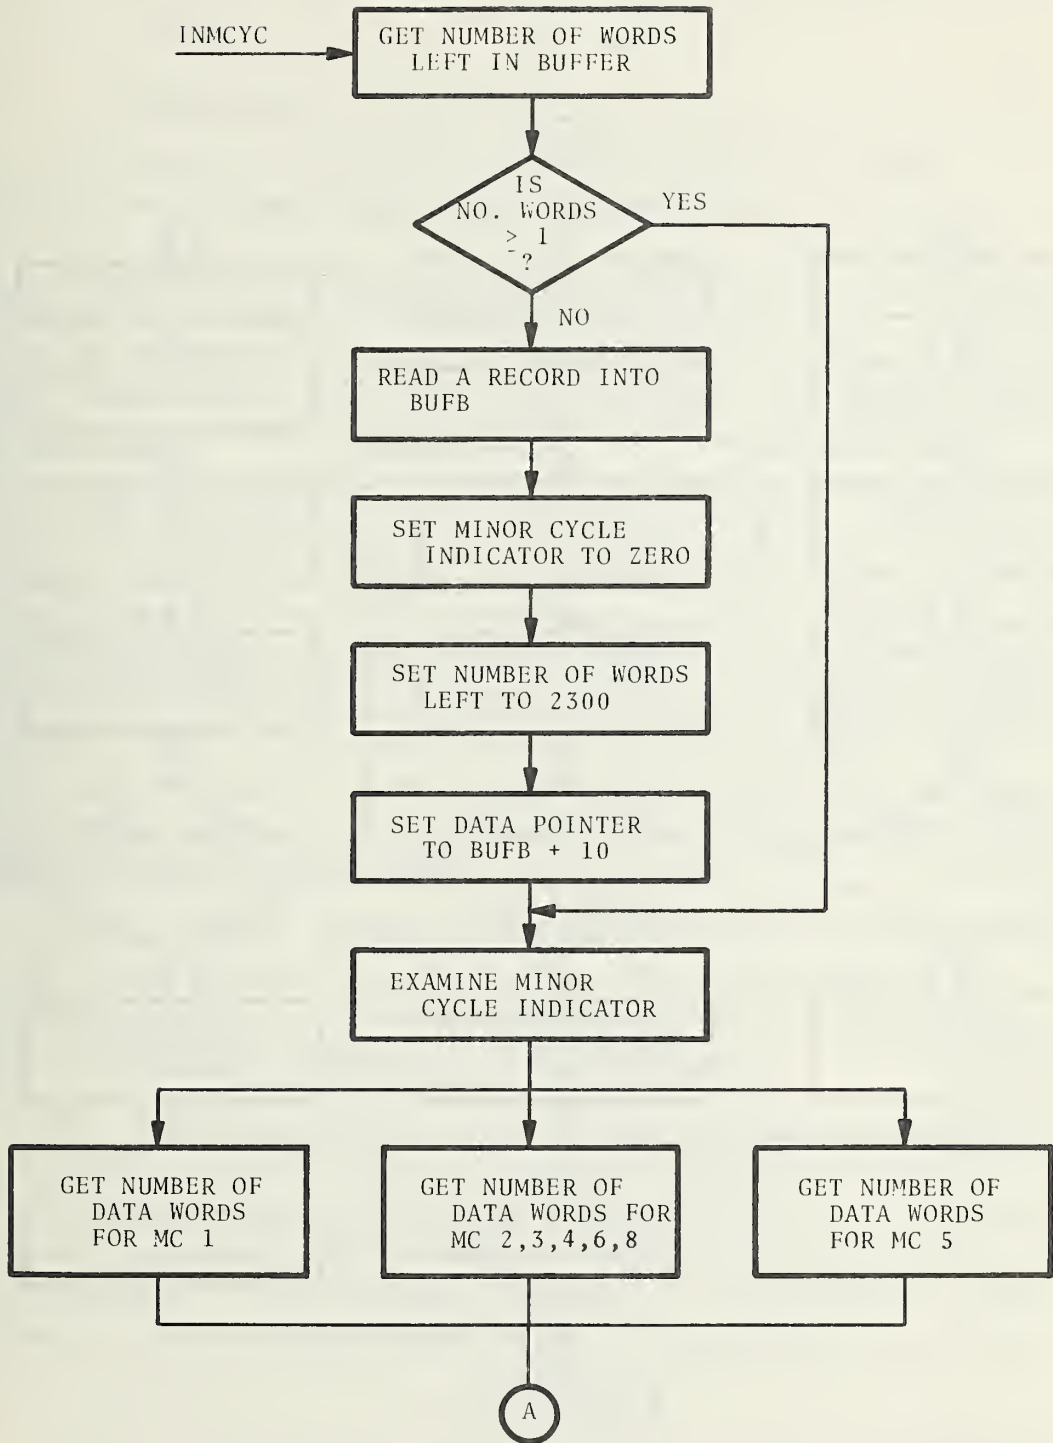 INMCYC
GET NUMBER OF WORDS
LEFT IN BUFFER
IS
NO. WORDS
≥ 1
?
YES
NO
READ A RECORD INTO
BUFB
SET MINOR CYCLE
INDICATOR TO ZERO
SET NUMBER OF WORDS
LEFT TO 2300
SET DATA POINTER
TO BUFB + 10
EXAMINE MINOR
CYCLE INDICATOR
GET NUMBER OF
DATA WORDS
FOR MC 1
GET NUMBER OF
DATA WORDS FOR
MC 2,3,4,6,8
GET NUMBER OF
DATA WORDS
FOR MC 5
A